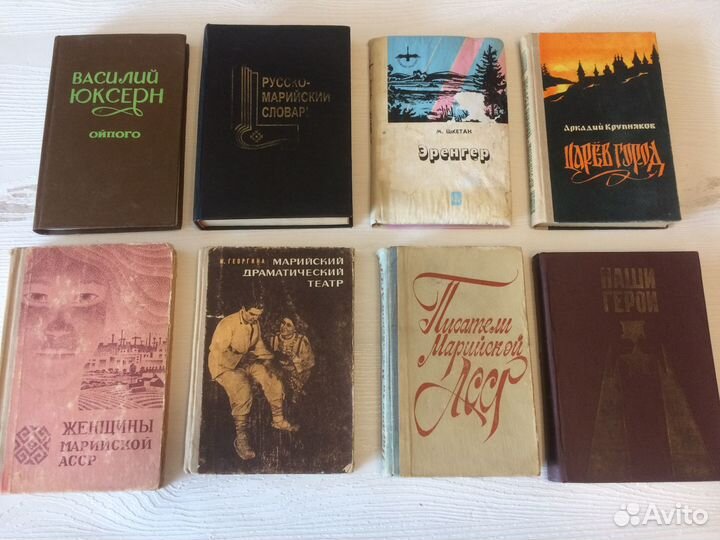 ВАСИЛИЙ
ЮКСЕРН
ОЙПОГО
РУССКО-
МАРИЙСКИЙ
СЛОВАРЬ
М. ШКЕТАН
Эренгер
Аркадий Крупняков
ЦАРЁВ ГОРОД
ЖЕНЩИНЫ
МАРИЙСКОЙ
АССР
К. ГЕОРГИНА
МАРИЙСКИЙ
ДРАМАТИЧЕСКИЙ
ТЕАТР
Писатели
Марийской
АССР
НАШИ
ГЕРОИ
Avito